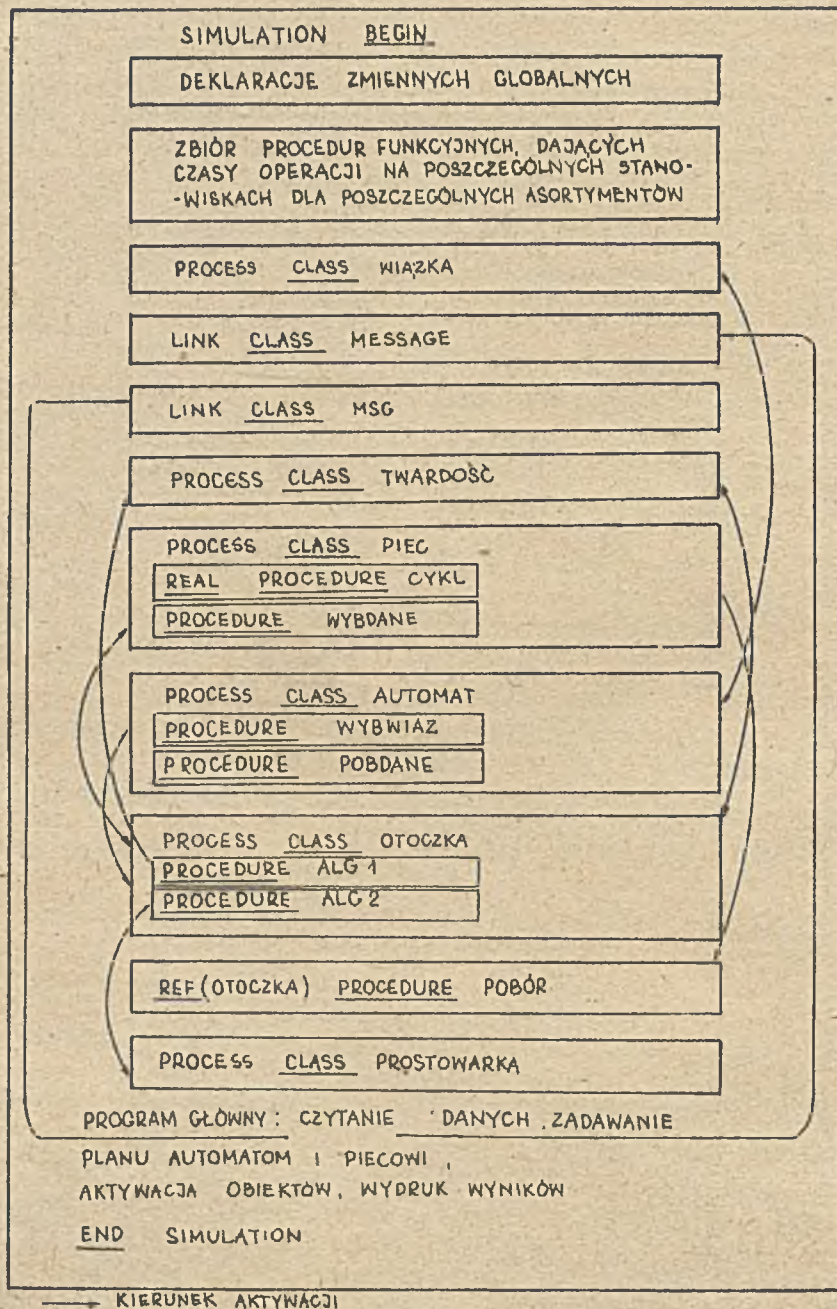 SIMULATION BEGIN
DEKLARACJE ZMIENNYCH GLOBALNYCH
ZBIÓR PROCEDUR FUNKCYJNYCH, DAJĄCYCH
CZASY OPERACJI NA POSZCZEGÓLNYCH STANO-
-WISKACH DLA POSZCZEGÓLNYCH ASORTYMENTÓW
PROCESS CLASS WIĄZKA
LINK CLASS MESSAGE
LINK CLASS MSG
PROCESS CLASS TWARDOŚĆ
PROCESS CLASS PIEC
REAL PROCEDURE CYKL
PROCEDURE WYBDANE
PROCESS CLASS AUTOMAT
PROCEDURE WYBWIAZ
PROCEDURE POBDANE
PROCESS CLASS OTOCZKA
PROCEDURE ALG 1
PROCEDURE ALG 2
REF (OTOCZKA) PROCEDURE POBÓR
PROCESS CLASS PROSTOWARKA
PROGRAM GŁÓWNY: CZYTANIE DANYCH, ZADAWANIE
PLANU AUTOMATOM I PIECOWI,
AKTYWACJA OBIEKTÓW, WYDRUK WYNIKÓW
END SIMULATION
KIERUNEK AKTYWACJI